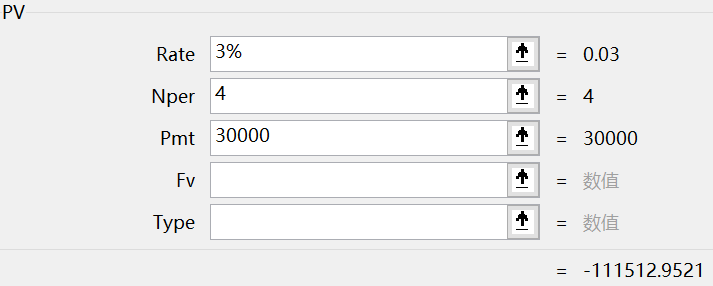 PV
Rate 3% = 0.03
Nper 4 = 4
Pmt 30000 = 30000
Fv = 数值
Type = 数值
= -111512.9521